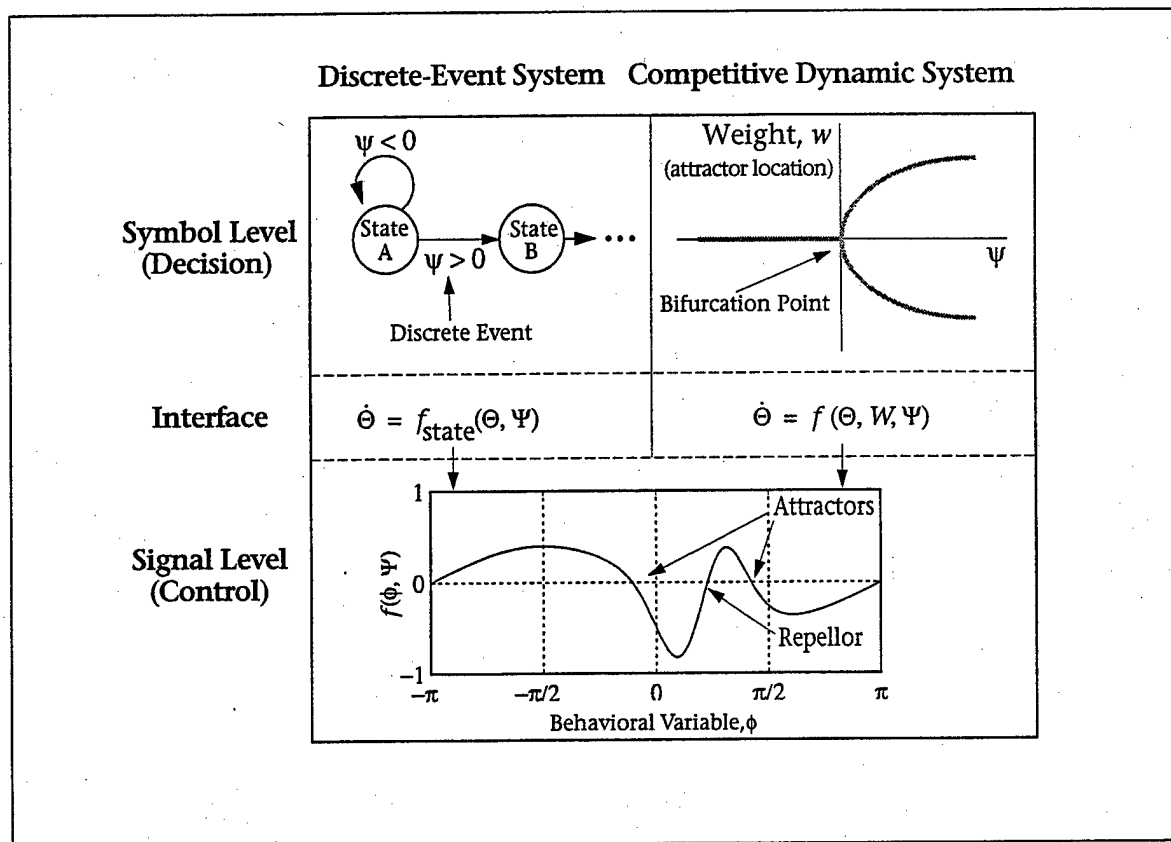 Discrete-Event System Competitive Dynamic System
Symbol Level
(Decision)
ψ < 0
State
A
ψ > 0
State
B
•••
Discrete Event
Weight, w
(attractor location)
ψ
Bifurcation Point
Interface
Θ̇ = f_state(Θ, Ψ)
Θ̇ = f (Θ, W, Ψ)
Signal Level
(Control)
f(ϕ, Ψ)
1
0
−1
−π
−π/2
0
π/2
π
Attractors
Repellor
Behavioral Variable,ϕ